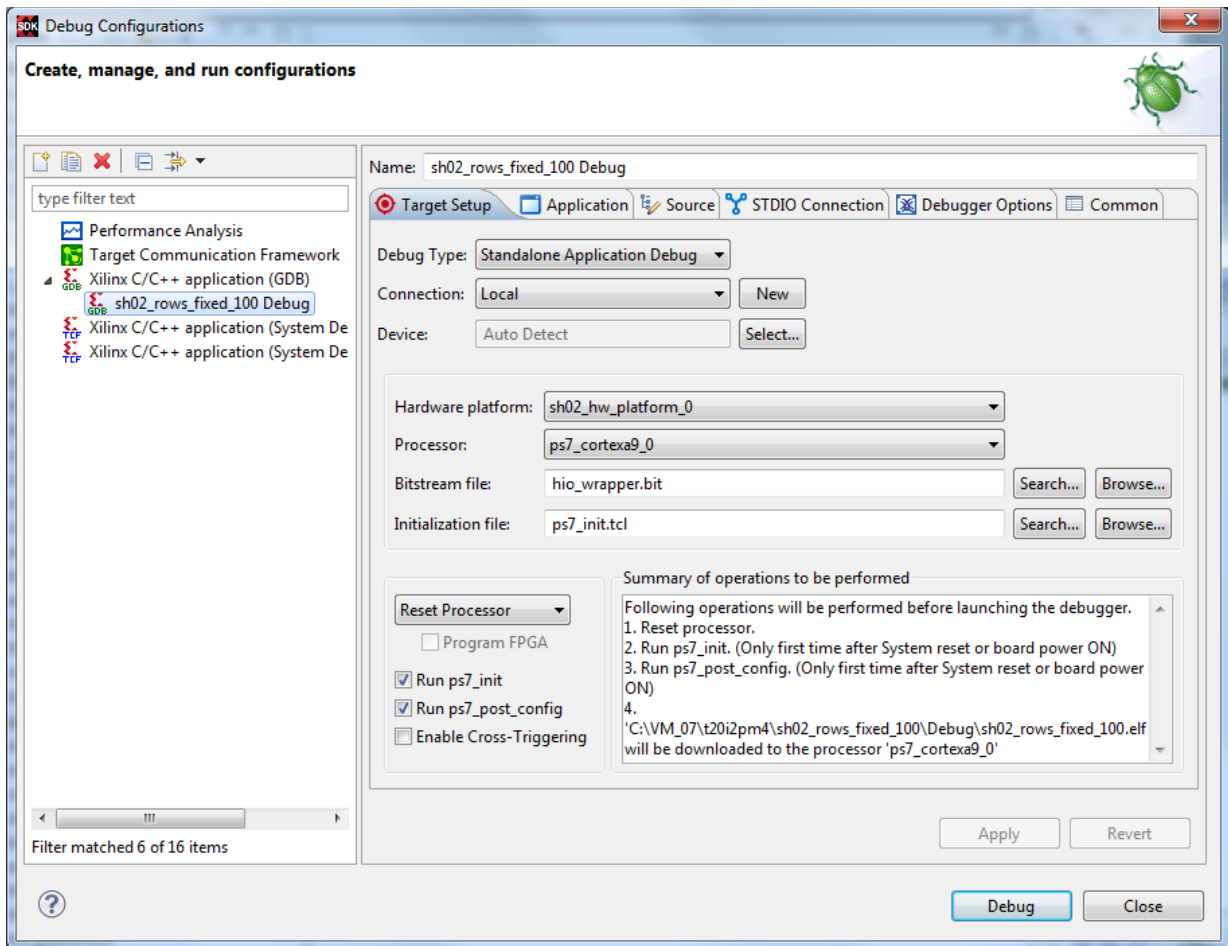 SDK Debug Configurations
X
Create, manage, and run configurations
type filter text
Performance Analysis
Target Communication Framework
GDB Xilinx C/C++ application (GDB)
GDB sh02_rows_fixed_100 Debug
TCF Xilinx C/C++ application (System De
TCF Xilinx C/C++ application (System De
Filter matched 6 of 16 items
Name: sh02_rows_fixed_100 Debug
Target Setup Application Source STDIO Connection Debugger Options Common
Debug Type: Standalone Application Debug
Connection: Local New
Device: Auto Detect Select...
Hardware platform: sh02_hw_platform_0
Processor: ps7_cortexa9_0
Bitstream file: hio_wrapper.bit Search... Browse...
Initialization file: ps7_init.tcl Search... Browse...
Reset Processor
Program FPGA
Run ps7_init
Run ps7_post_config
Enable Cross-Triggering
Summary of operations to be performed
Following operations will be performed before launching the debugger.
1. Reset processor.
2. Run ps7_init. (Only first time after System reset or board power ON)
3. Run ps7_post_config. (Only first time after System reset or board power
ON)
4.
'C:\VM_07\t20i2pm4\sh02_rows_fixed_100\Debug\sh02_rows_fixed_100.elf
will be downloaded to the processor 'ps7_cortexa9_0'
Apply Revert
? Debug Close